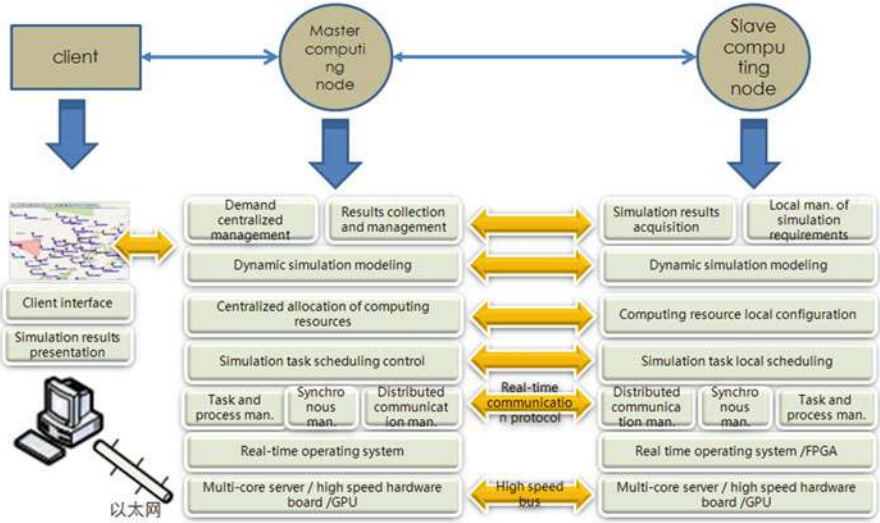 client
Master
computi
ng
node
Slave
compu
ting
node
Demand
centralized
management
Results collection
and management
Simulation results
acquisition
Local man. of
simulation
requirements
Dynamic simulation modeling
Dynamic simulation modeling
Client interface
Centralized allocation of computing
resources
Computing resource local configuration
Simulation results
presentation
Simulation task scheduling control
Simulation task local scheduling
Task and
process man.
Synchro
nous
man.
Distributed
communicat
ion man.
Real-time
communicatio
n protocol
Distributed
communica
tion man.
Synchro
nous
man.
Task and
process man.
Real-time operating system
Real time operating system /FPGA
Multi-core server / high speed hardware
board /GPU
High speed
bus
Multi-core server / high speed hardware
board /GPU
以太网